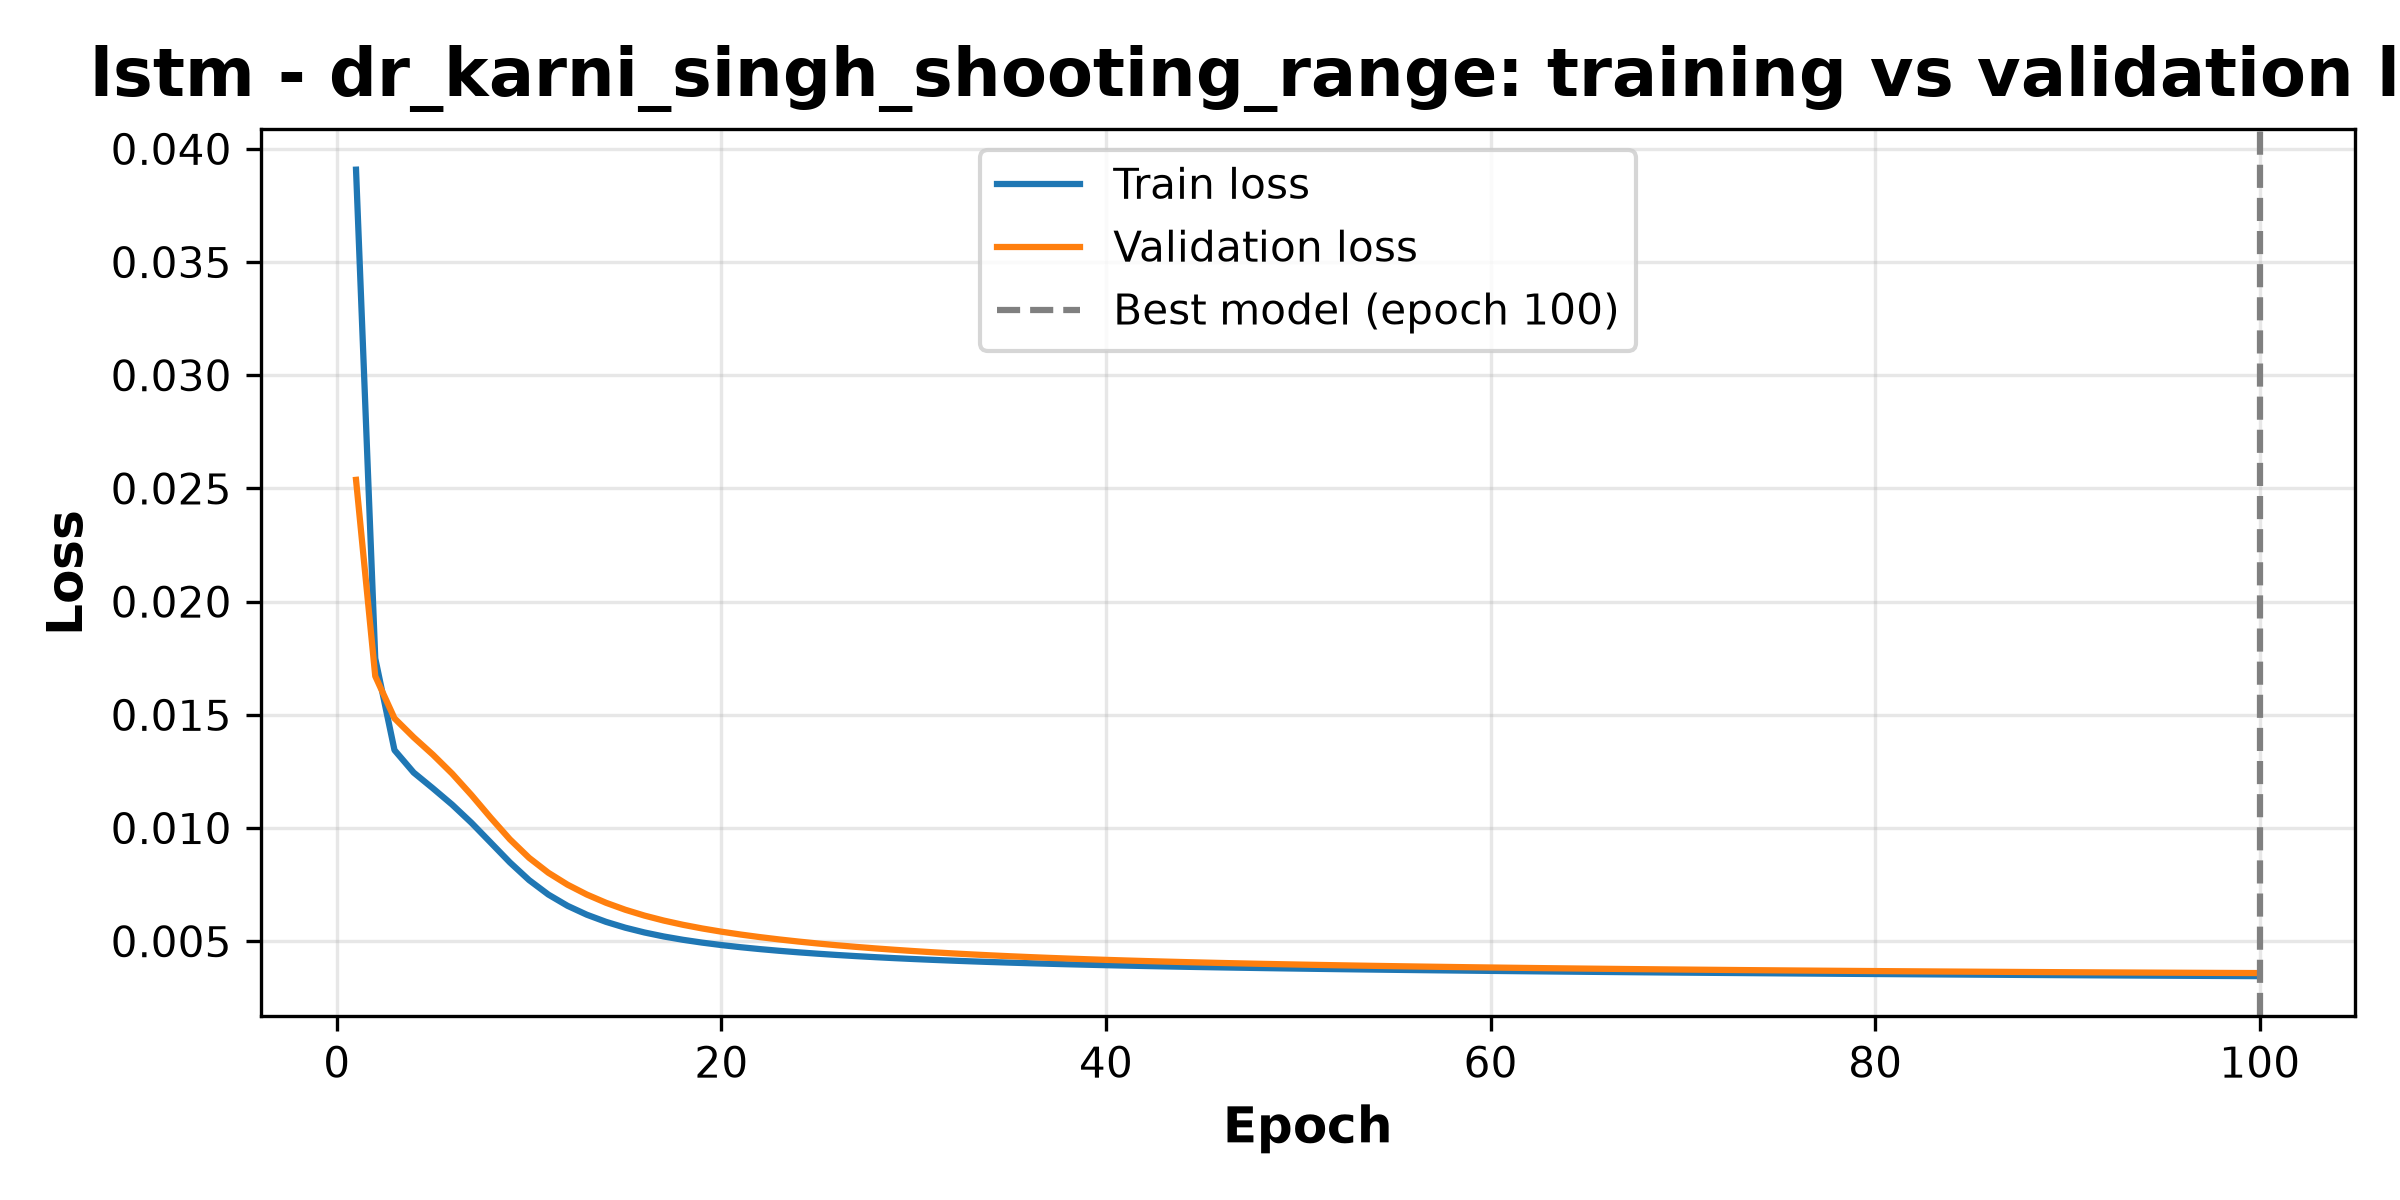 lstm - dr_karni_singh_shooting_range: training vs validation l
0.040
0.035
0.030
0.025
0.020
0.015
0.010
0.005
Loss
Train loss
Validation loss
Best model (epoch 100)
0 20 40 60 80 100
Epoch